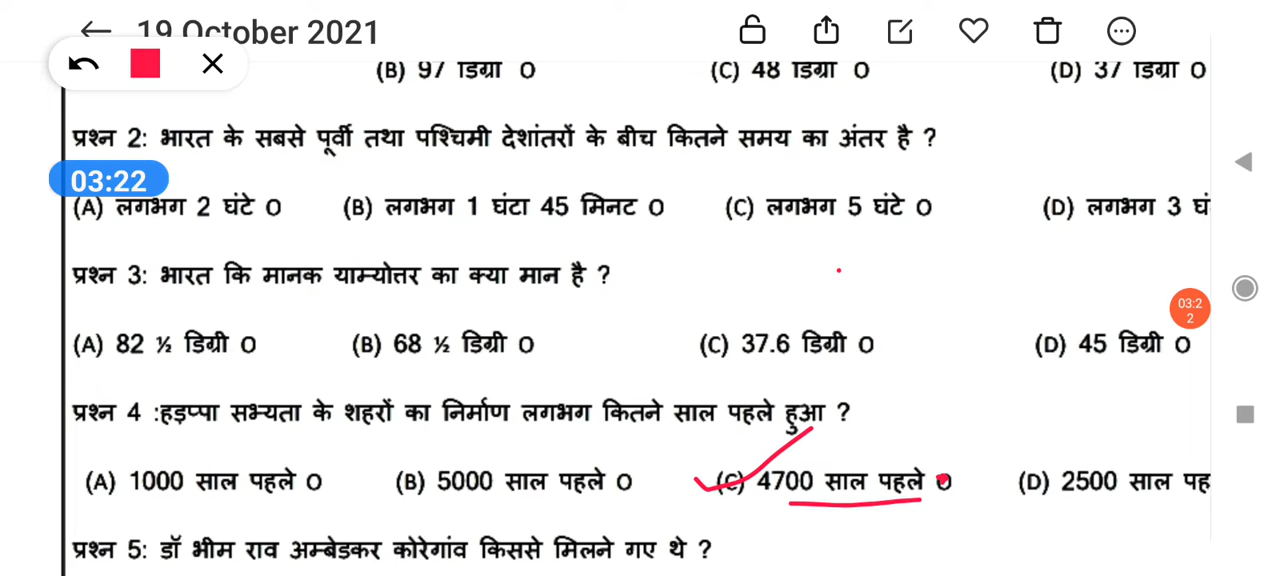 19 October 2021
(B) 97 डिग्री O (C) 48 डिग्री O (D) 37 डिग्री O
प्रश्न 2: भारत के सबसे पूर्वी तथा पश्चिमी देशांतरों के बीच कितने समय का अंतर है ?
03:22
(A) लगभग 2 घंटे O (B) लगभग 1 घंटा 45 मिनट O (C) लगभग 5 घंटे O (D) लगभग 3 घं
प्रश्न 3: भारत कि मानक याम्योत्तर का क्या मान है ?
03:2
2
(A) 82 ½ डिग्री O (B) 68 ½ डिग्री O (C) 37.6 डिग्री O (D) 45 डिग्री O
प्रश्न 4 :हड़प्पा सभ्यता के शहरों का निर्माण लगभग कितने साल पहले हुआ ?
(A) 1000 साल पहले O (B) 5000 साल पहले O (C) 4700 साल पहले O (D) 2500 साल पह
प्रश्न 5: डॉ भीम राव अम्बेडकर कोरेगांव किससे मिलने गए थे ?